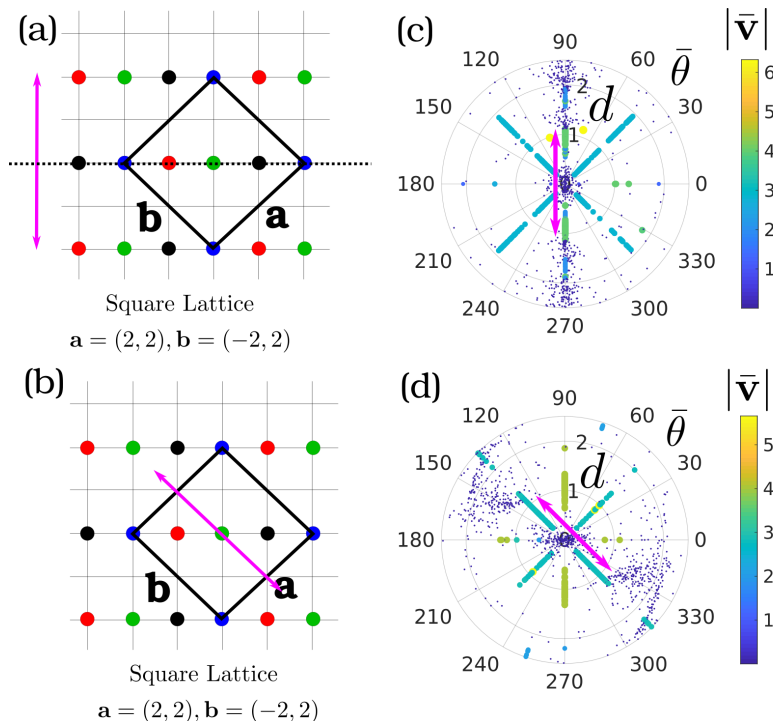 (a)
b
a
Square Lattice
a = (2, 2), b = (−2, 2)
(c)
|v̄|
θ̄
d
90
60
30
0
330
300
270
240
210
180
150
120
0
1
2
6
5
4
3
2
1
(b)
b
a
Square Lattice
a = (2, 2), b = (−2, 2)
(d)
|v̄|
θ̄
d
90
60
30
0
330
300
270
240
210
180
150
120
0
1
2
5
4
3
2
1